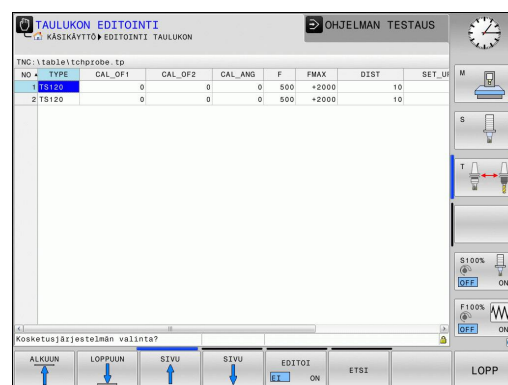 TAULUKON EDITOINTI
KÄSIKÄYTTÖ EDITOINTI TAULUKON
OHJELMAN TESTAUS
TNC:\table\tchprobe.tp
NO TYPE CAL_OF1 CAL_OF2 CAL_ANG F FMAX DIST SET_UP
1 TS120 0 0 0 500 +2000 10
2 TS120 0 0 0 500 +2000 10
Kosketusjärjestelmän valinta?
M
S
T
S100%
OFF ON
F100%
OFF ON
ALKUUN LOPPUUN SIVU SIVU EDITOI ETSI LOPP
EI ON